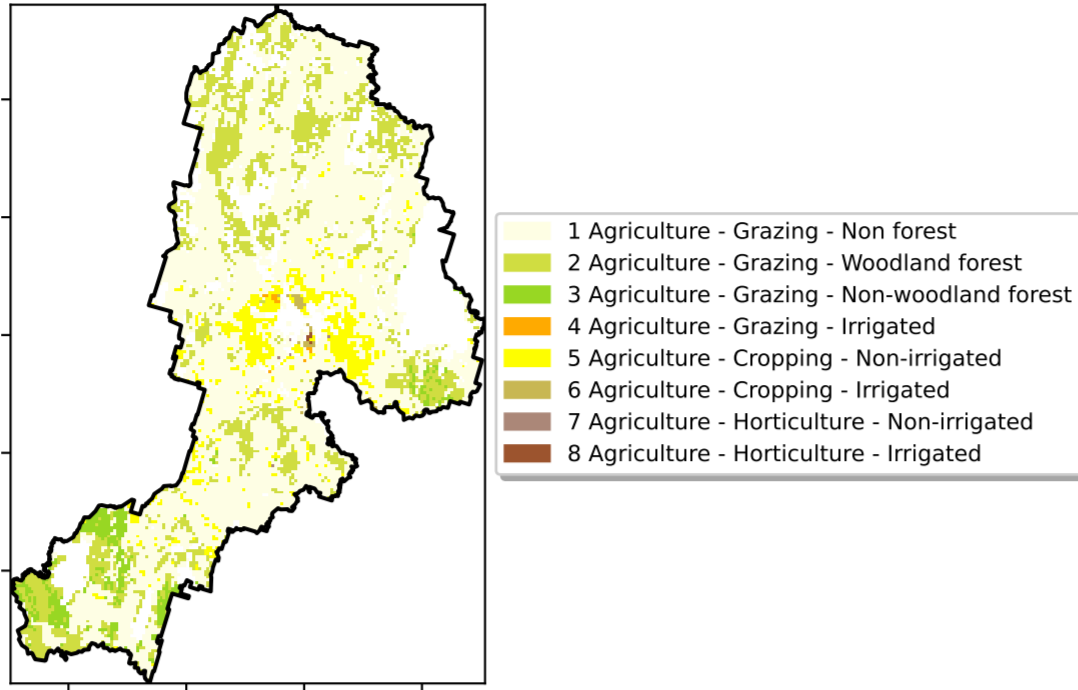 1 Agriculture - Grazing - Non forest
2 Agriculture - Grazing - Woodland forest
3 Agriculture - Grazing - Non-woodland forest
4 Agriculture - Grazing - Irrigated
5 Agriculture - Cropping - Non-irrigated
6 Agriculture - Cropping - Irrigated
7 Agriculture - Horticulture - Non-irrigated
8 Agriculture - Horticulture - Irrigated